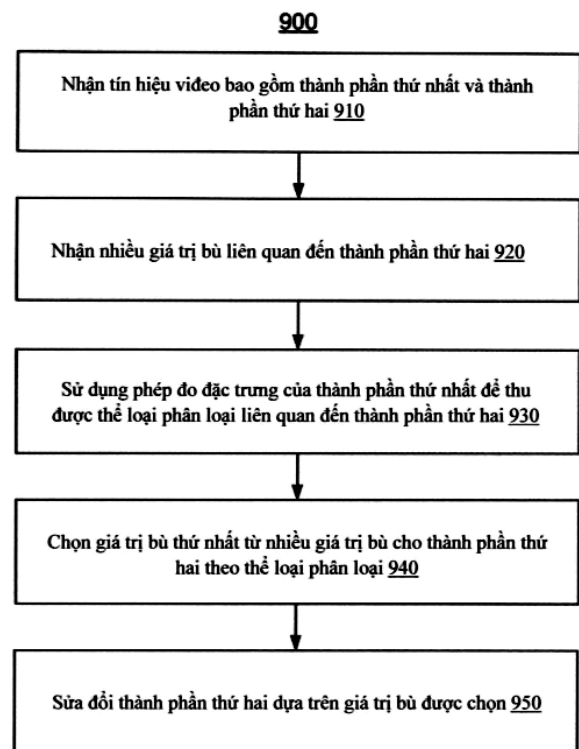 900
Nhận tín hiệu viđeo bao gồm thành phần thứ nhất và thành
phần thứ hai 910
Nhận nhiều giá trị bù liên quan đến thành phần thứ hai 920
Sử dụng phép đo đặc trưng của thành phần thứ nhất để thu
được thể loại phân loại liên quan đến thành phần thứ hai 930
Chọn giá trị bù thứ nhất từ nhiều giá trị bù cho thành phần thứ
hai theo thể loại phân loại 940
Sửa đổi thành phần thứ hai dựa trên giá trị bù được chọn 950